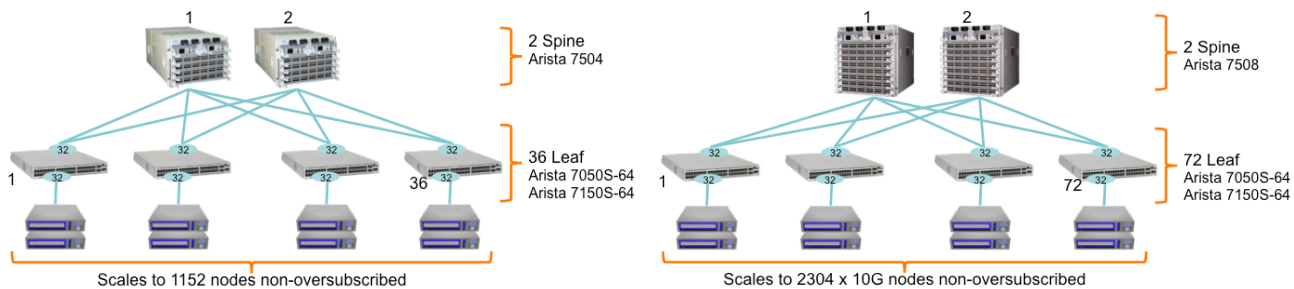 1 2
2 Spine
Arista 7504
32 32 32 32
1
36
32 32 32 32
36 Leaf
Arista 7050S-64
Arista 7150S-64
Scales to 1152 nodes non-oversubscribed
1 2
2 Spine
Arista 7508
32 32 32 32
1
72
32 32 32 32
72 Leaf
Arista 7050S-64
Arista 7150S-64
Scales to 2304 x 10G nodes non-oversubscribed